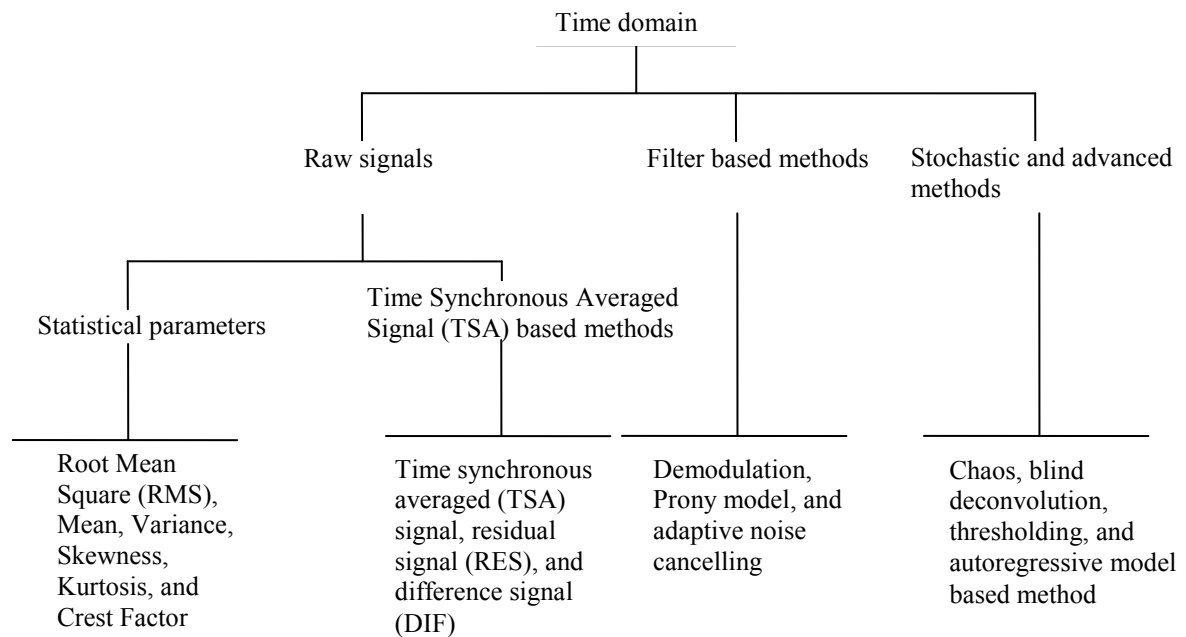 Time domain
Raw signals
Filter based methods
Stochastic and advanced
methods
Statistical parameters
Time Synchronous Averaged
Signal (TSA) based methods
Root Mean
Square (RMS),
Mean, Variance,
Skewness,
Kurtosis, and
Crest Factor
Time synchronous
averaged (TSA)
signal, residual
signal (RES), and
difference signal
(DIF)
Demodulation,
Prony model, and
adaptive noise
cancelling
Chaos, blind
deconvolution,
thresholding, and
autoregressive model
based method